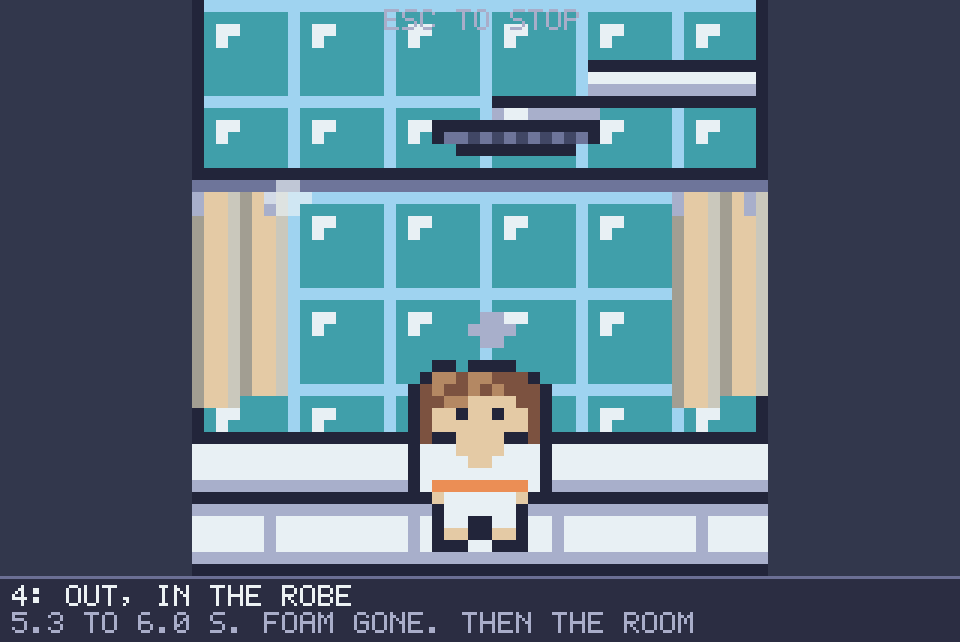 ESC TO STOP
4: OUT, IN THE ROBE
5.3 TO 6.0 S. FOAM GONE. THEN THE ROOM